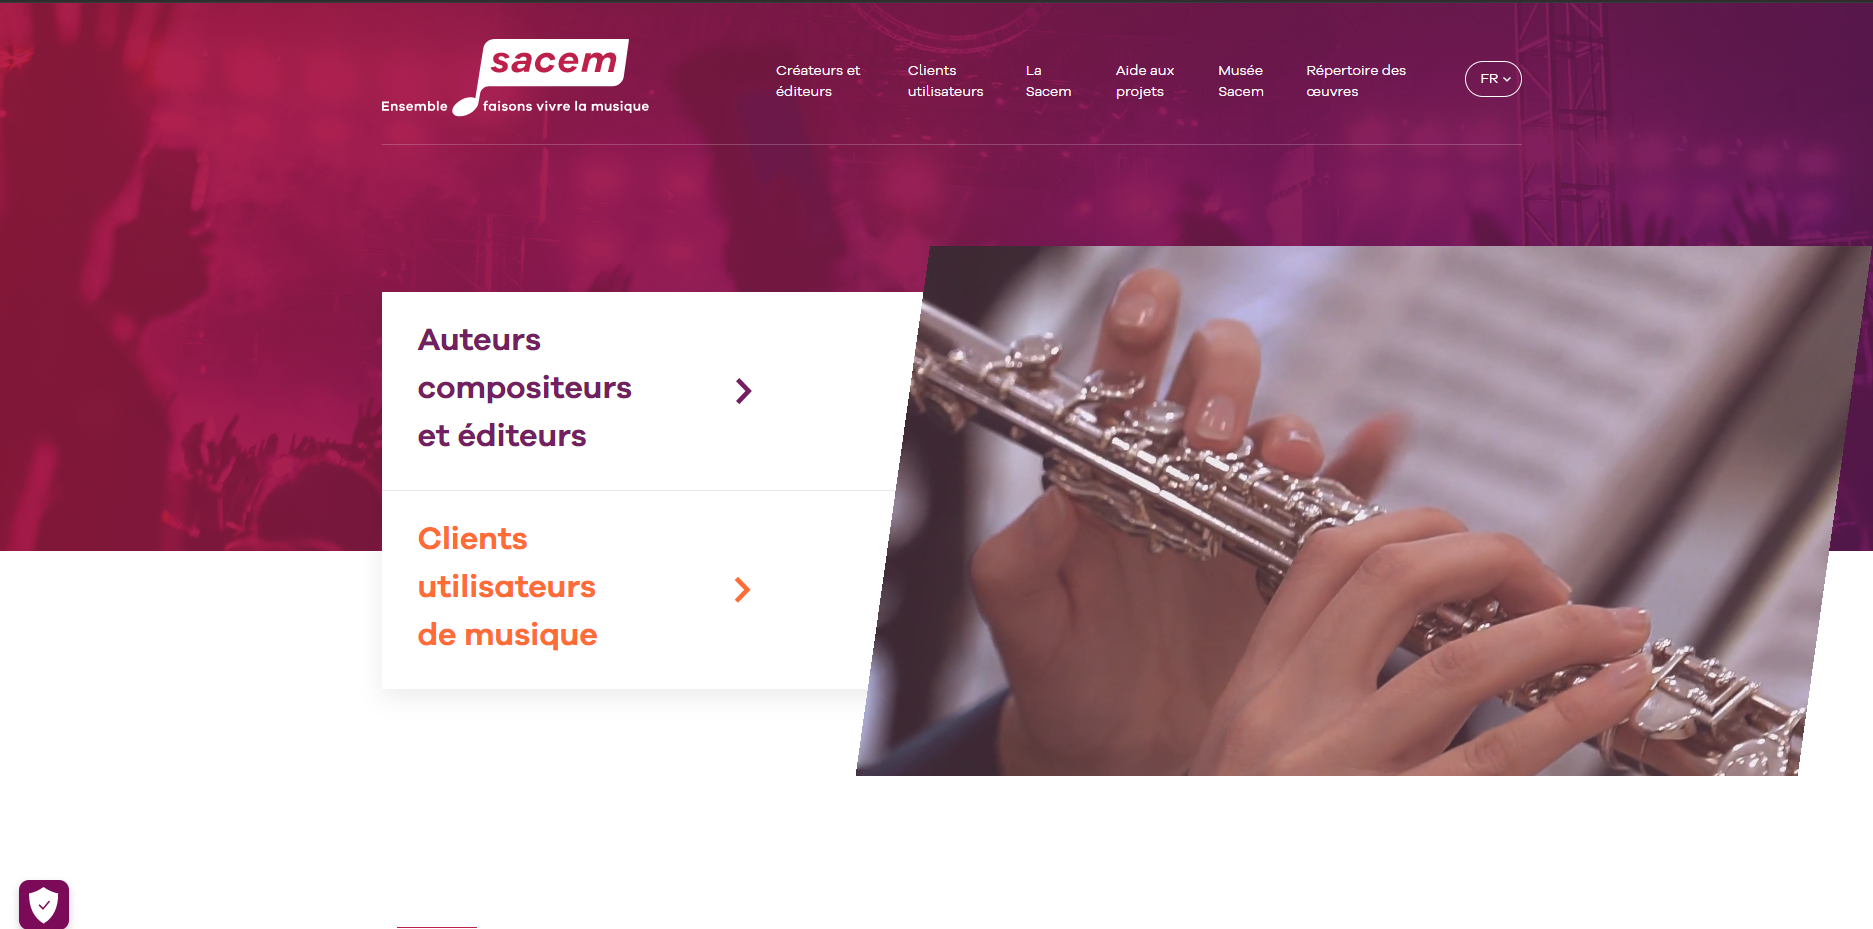 sacem
Ensemble faisons vivre la musique
Créateurs et
éditeurs
Clients
utilisateurs
La
Sacem
Aide aux
projets
Musée
Sacem
Répertoire des
œuvres
FR
Auteurs
compositeurs
et éditeurs
Clients
utilisateurs
de musique